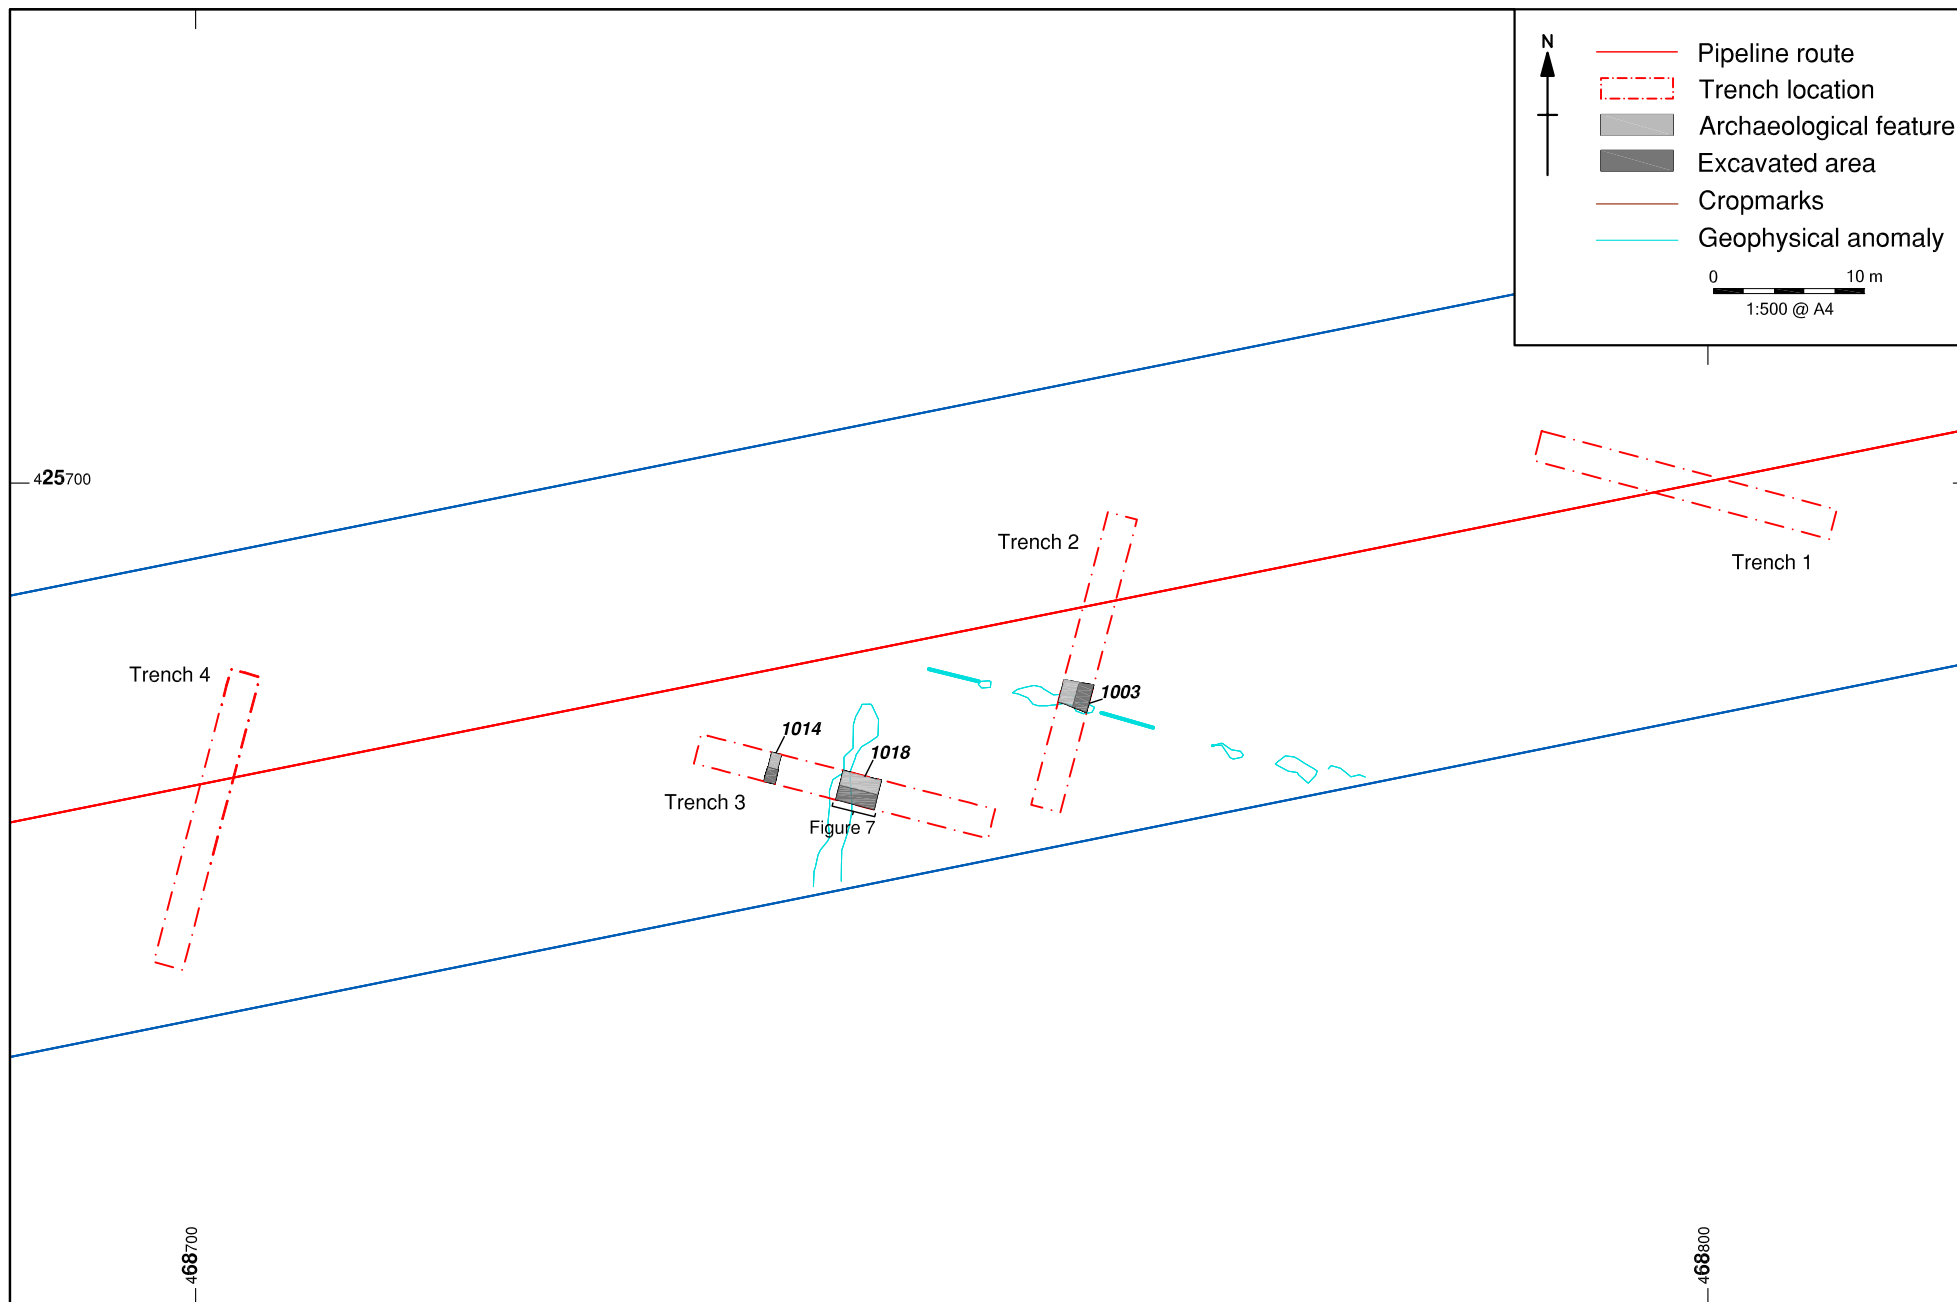 N
Pipeline route
Trench location
Archaeological feature
Excavated area
Cropmarks
Geophysical anomaly
0 10 m
1:500 @ A4
425700
Trench 2
Trench 1
Trench 4
1003
1014
1018
Trench 3
Figure 7
468700
468800